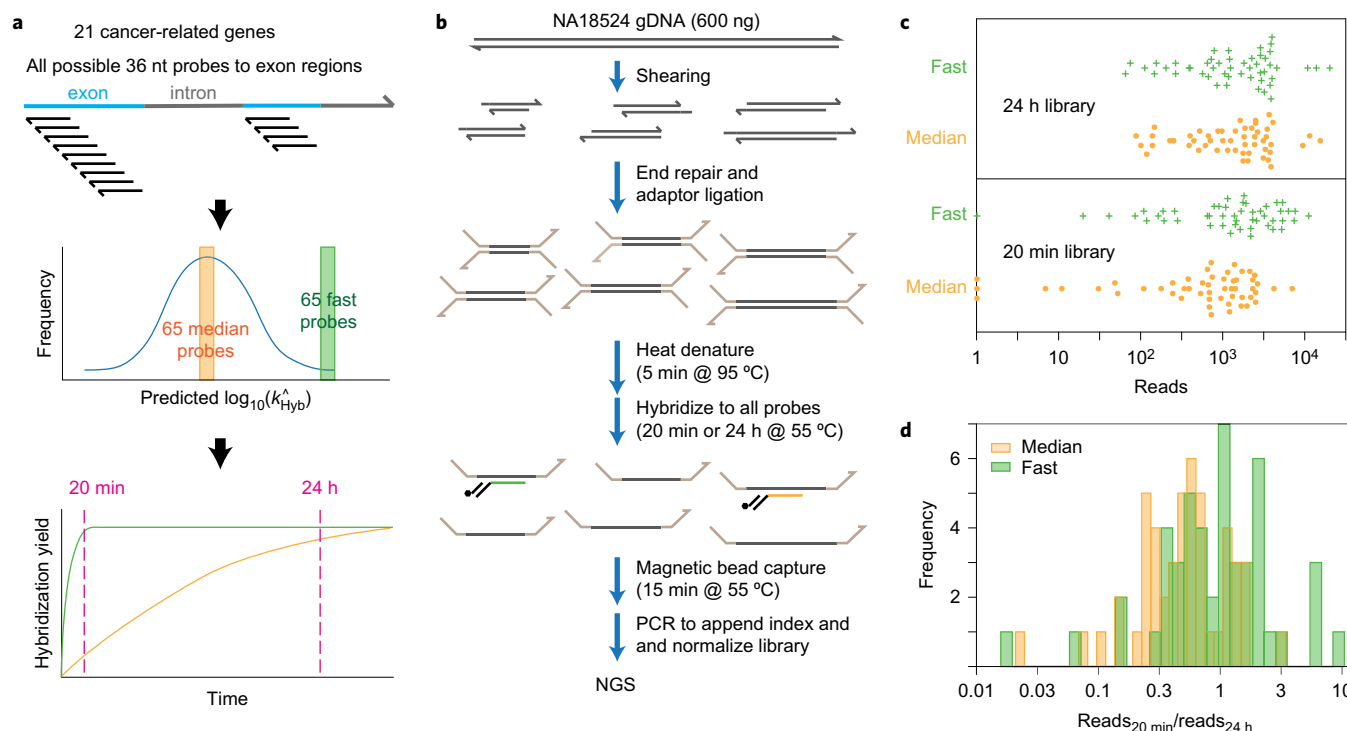 a
21 cancer-related genes
All possible 36 nt probes to exon regions
exon
intron
Frequency
65 median
probes
65 fast
probes
Predicted log10(k^Hyb)
20 min
24 h
Hybridization yield
Time
b
NA18524 gDNA (600 ng)
Shearing
End repair and
adaptor ligation
Heat denature
(5 min @ 95 ºC)
Hybridize to all probes
(20 min or 24 h @ 55 ºC)
Magnetic bead capture
(15 min @ 55 ºC)
PCR to append index and
and normalize library
NGS
c
Fast
24 h library
Median
Fast
20 min library
Median
1 10 10² 10³ 10⁴
Reads
d
Median
Fast
Frequency
6
4
2
0.01 0.03 0.1 0.3 1 3 10
Reads20 min/reads24 h